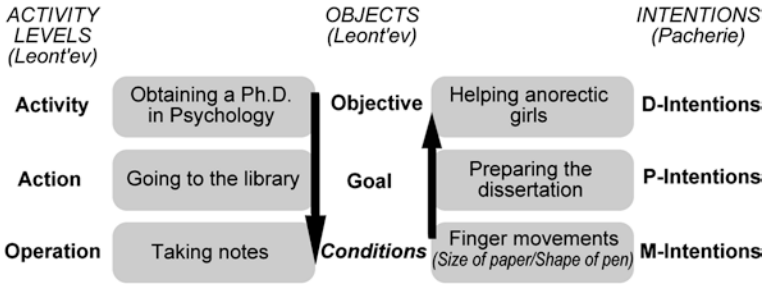 ACTIVITY
LEVELS
(Leont'ev)
OBJECTS
(Leont'ev)
INTENTIONS
(Pacherie)
Activity
Obtaining a Ph.D.
in Psychology
Objective
Helping anorectic
girls
D-Intentions
Action
Going to the library
Goal
Preparing the
dissertation
P-Intentions
Operation
Taking notes
Conditions
Finger movements
(Size of paper/Shape of pen)
M-Intentions